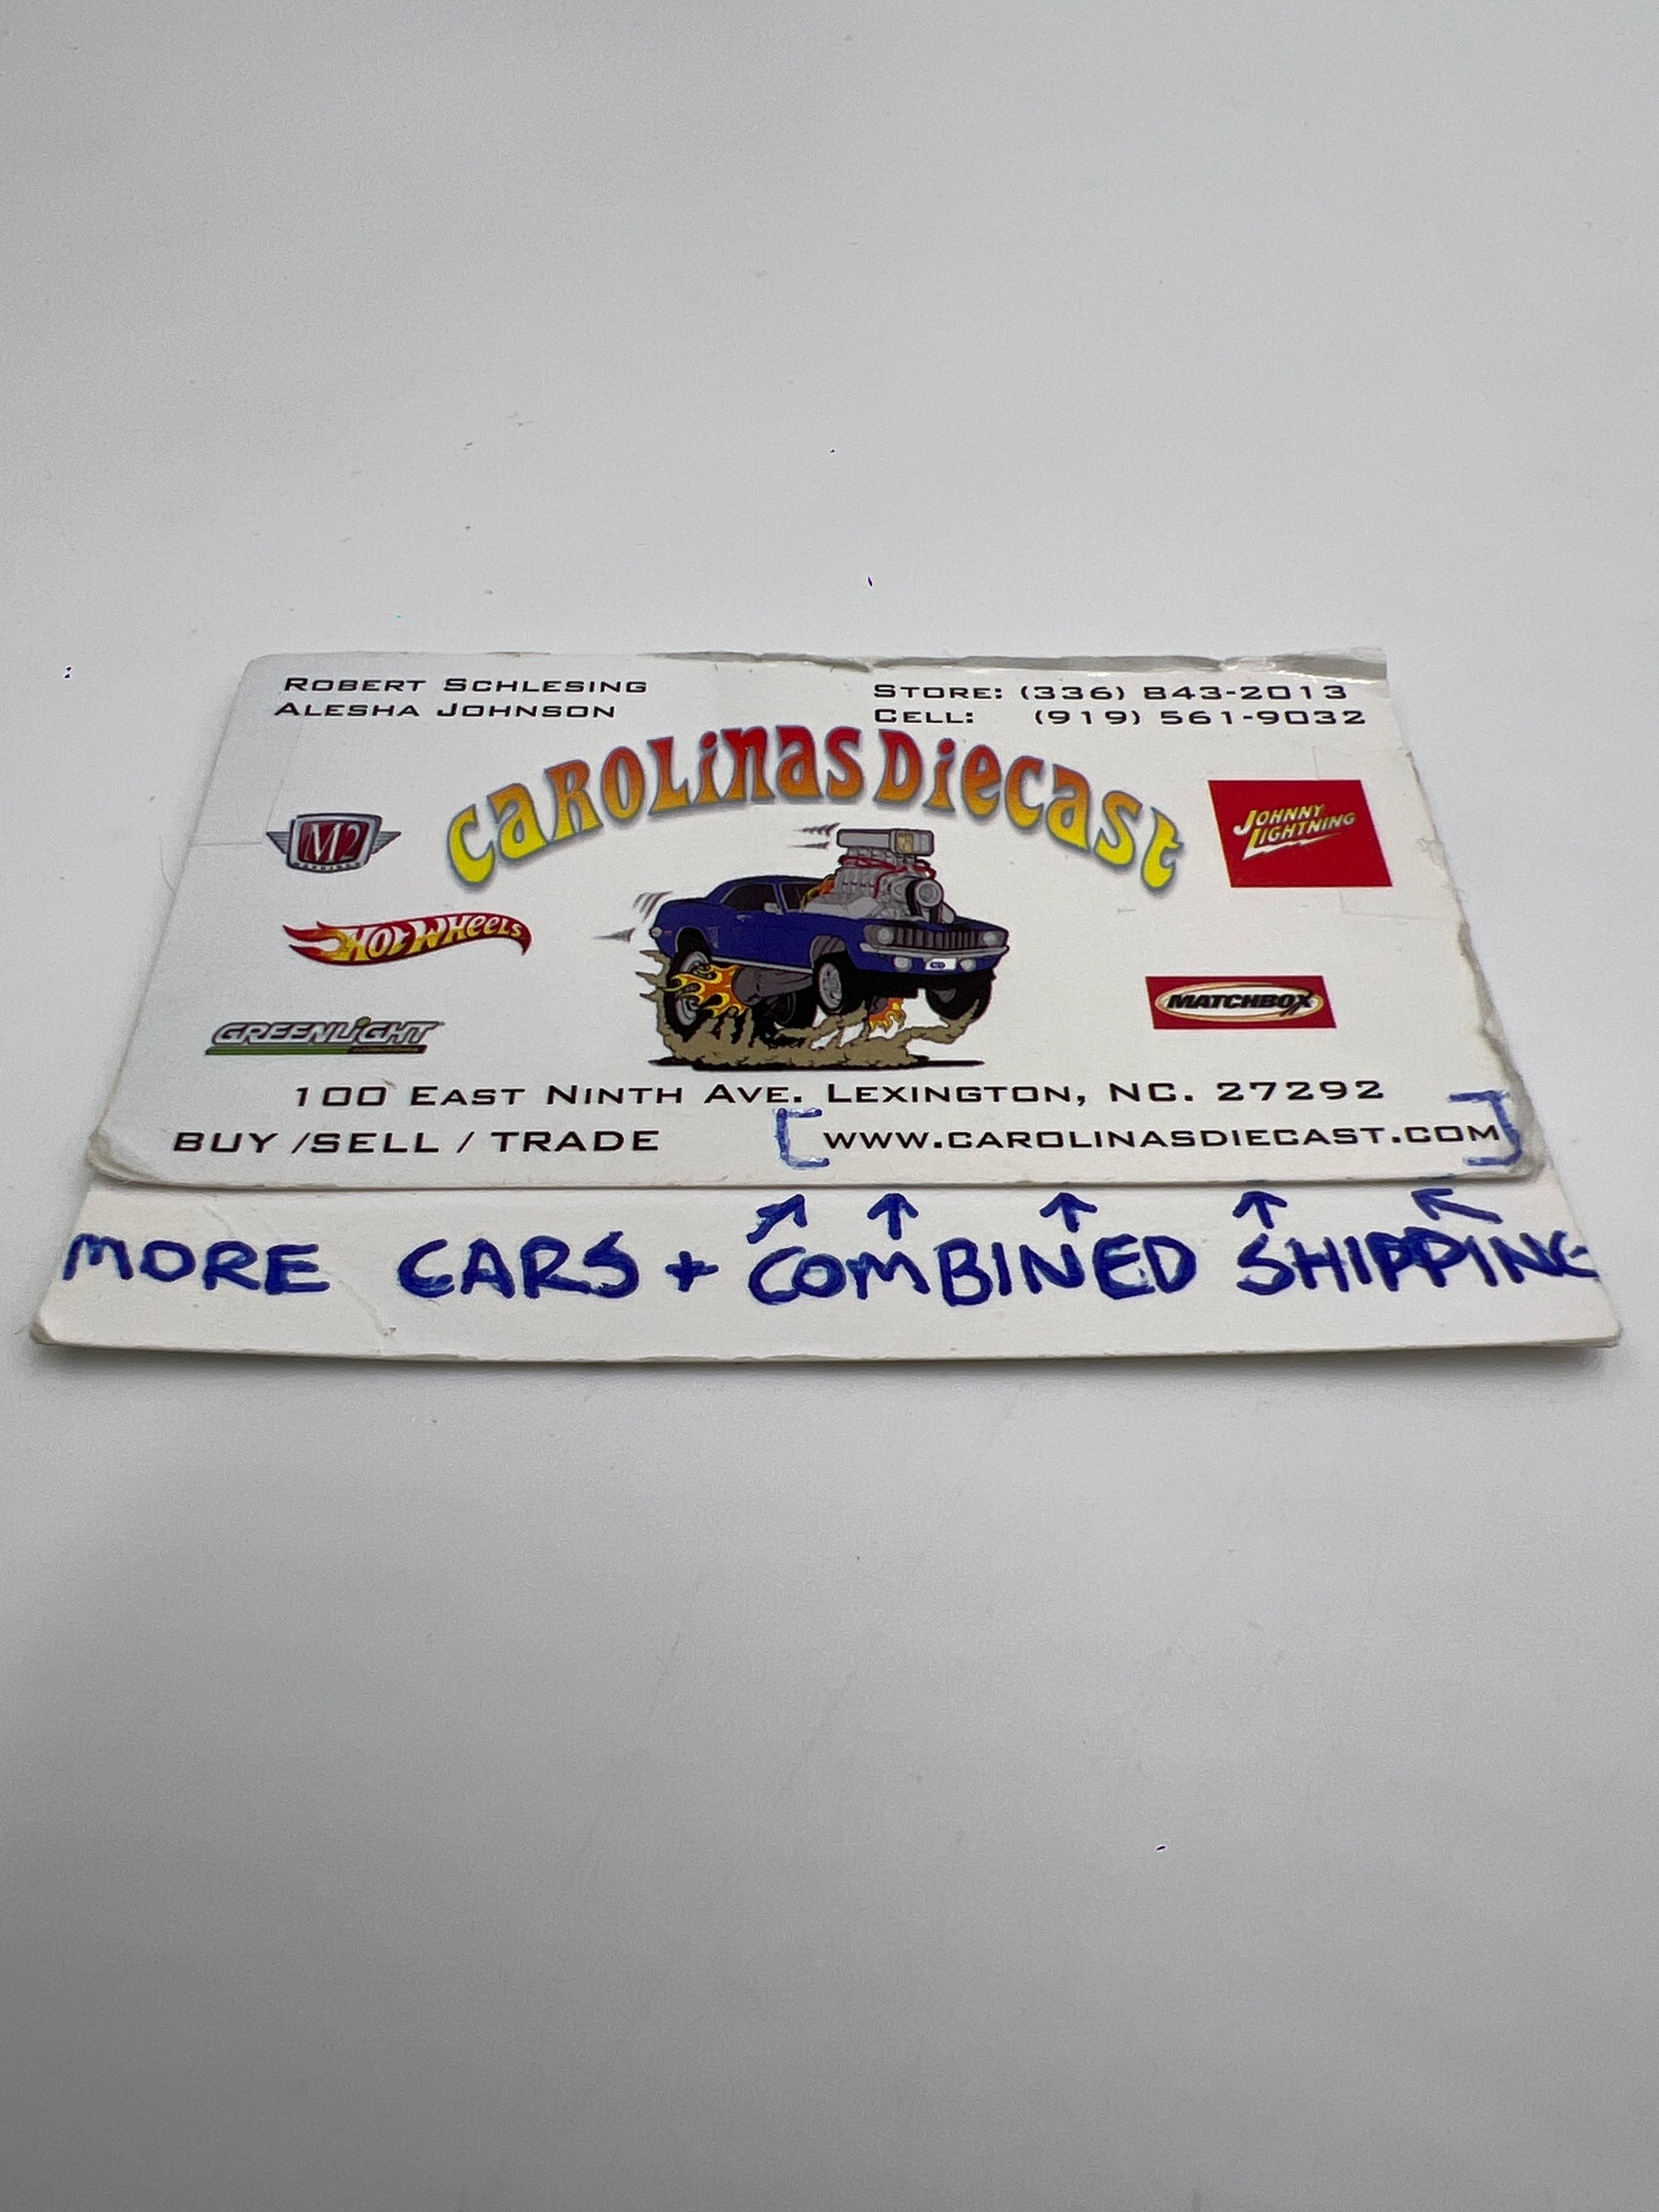 ROBERT SCHLESING
ALESHA JOHNSON
STORE: (336) 843-2013
CELL: (919) 561-9032
CAROLINAS DIECAST
M2
JOHNNY
LIGHTNING
HOT WHEELS
MATCHBOX
GREENLIGHT
100 EAST NINTH AVE. LEXINGTON, NC. 27292
BUY /SELL / TRADE
[WWW.CAROLINASDIECAST.COM]
MORE CARS + COMBINED SHIPPING